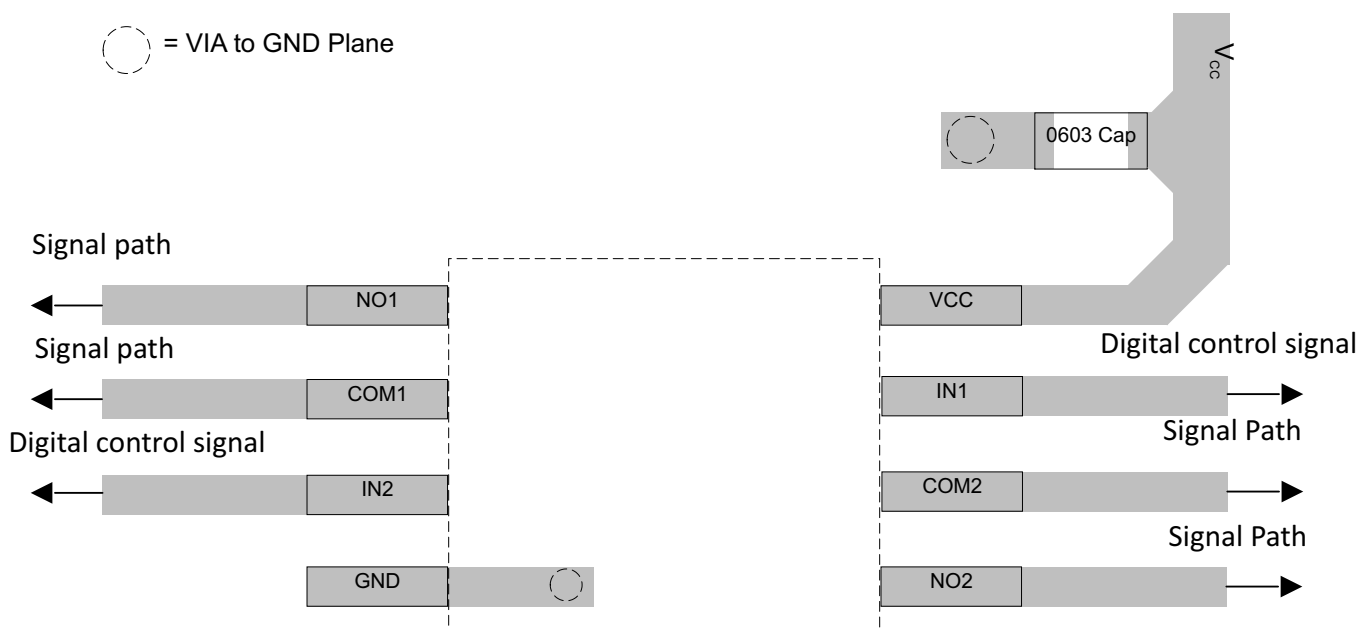 = VIA to GND Plane
VCC
0603 Cap
Signal path
NO1
VCC
Signal path
Digital control signal
COM1
IN1
Digital control signal
Signal Path
IN2
COM2
Signal Path
GND
NO2